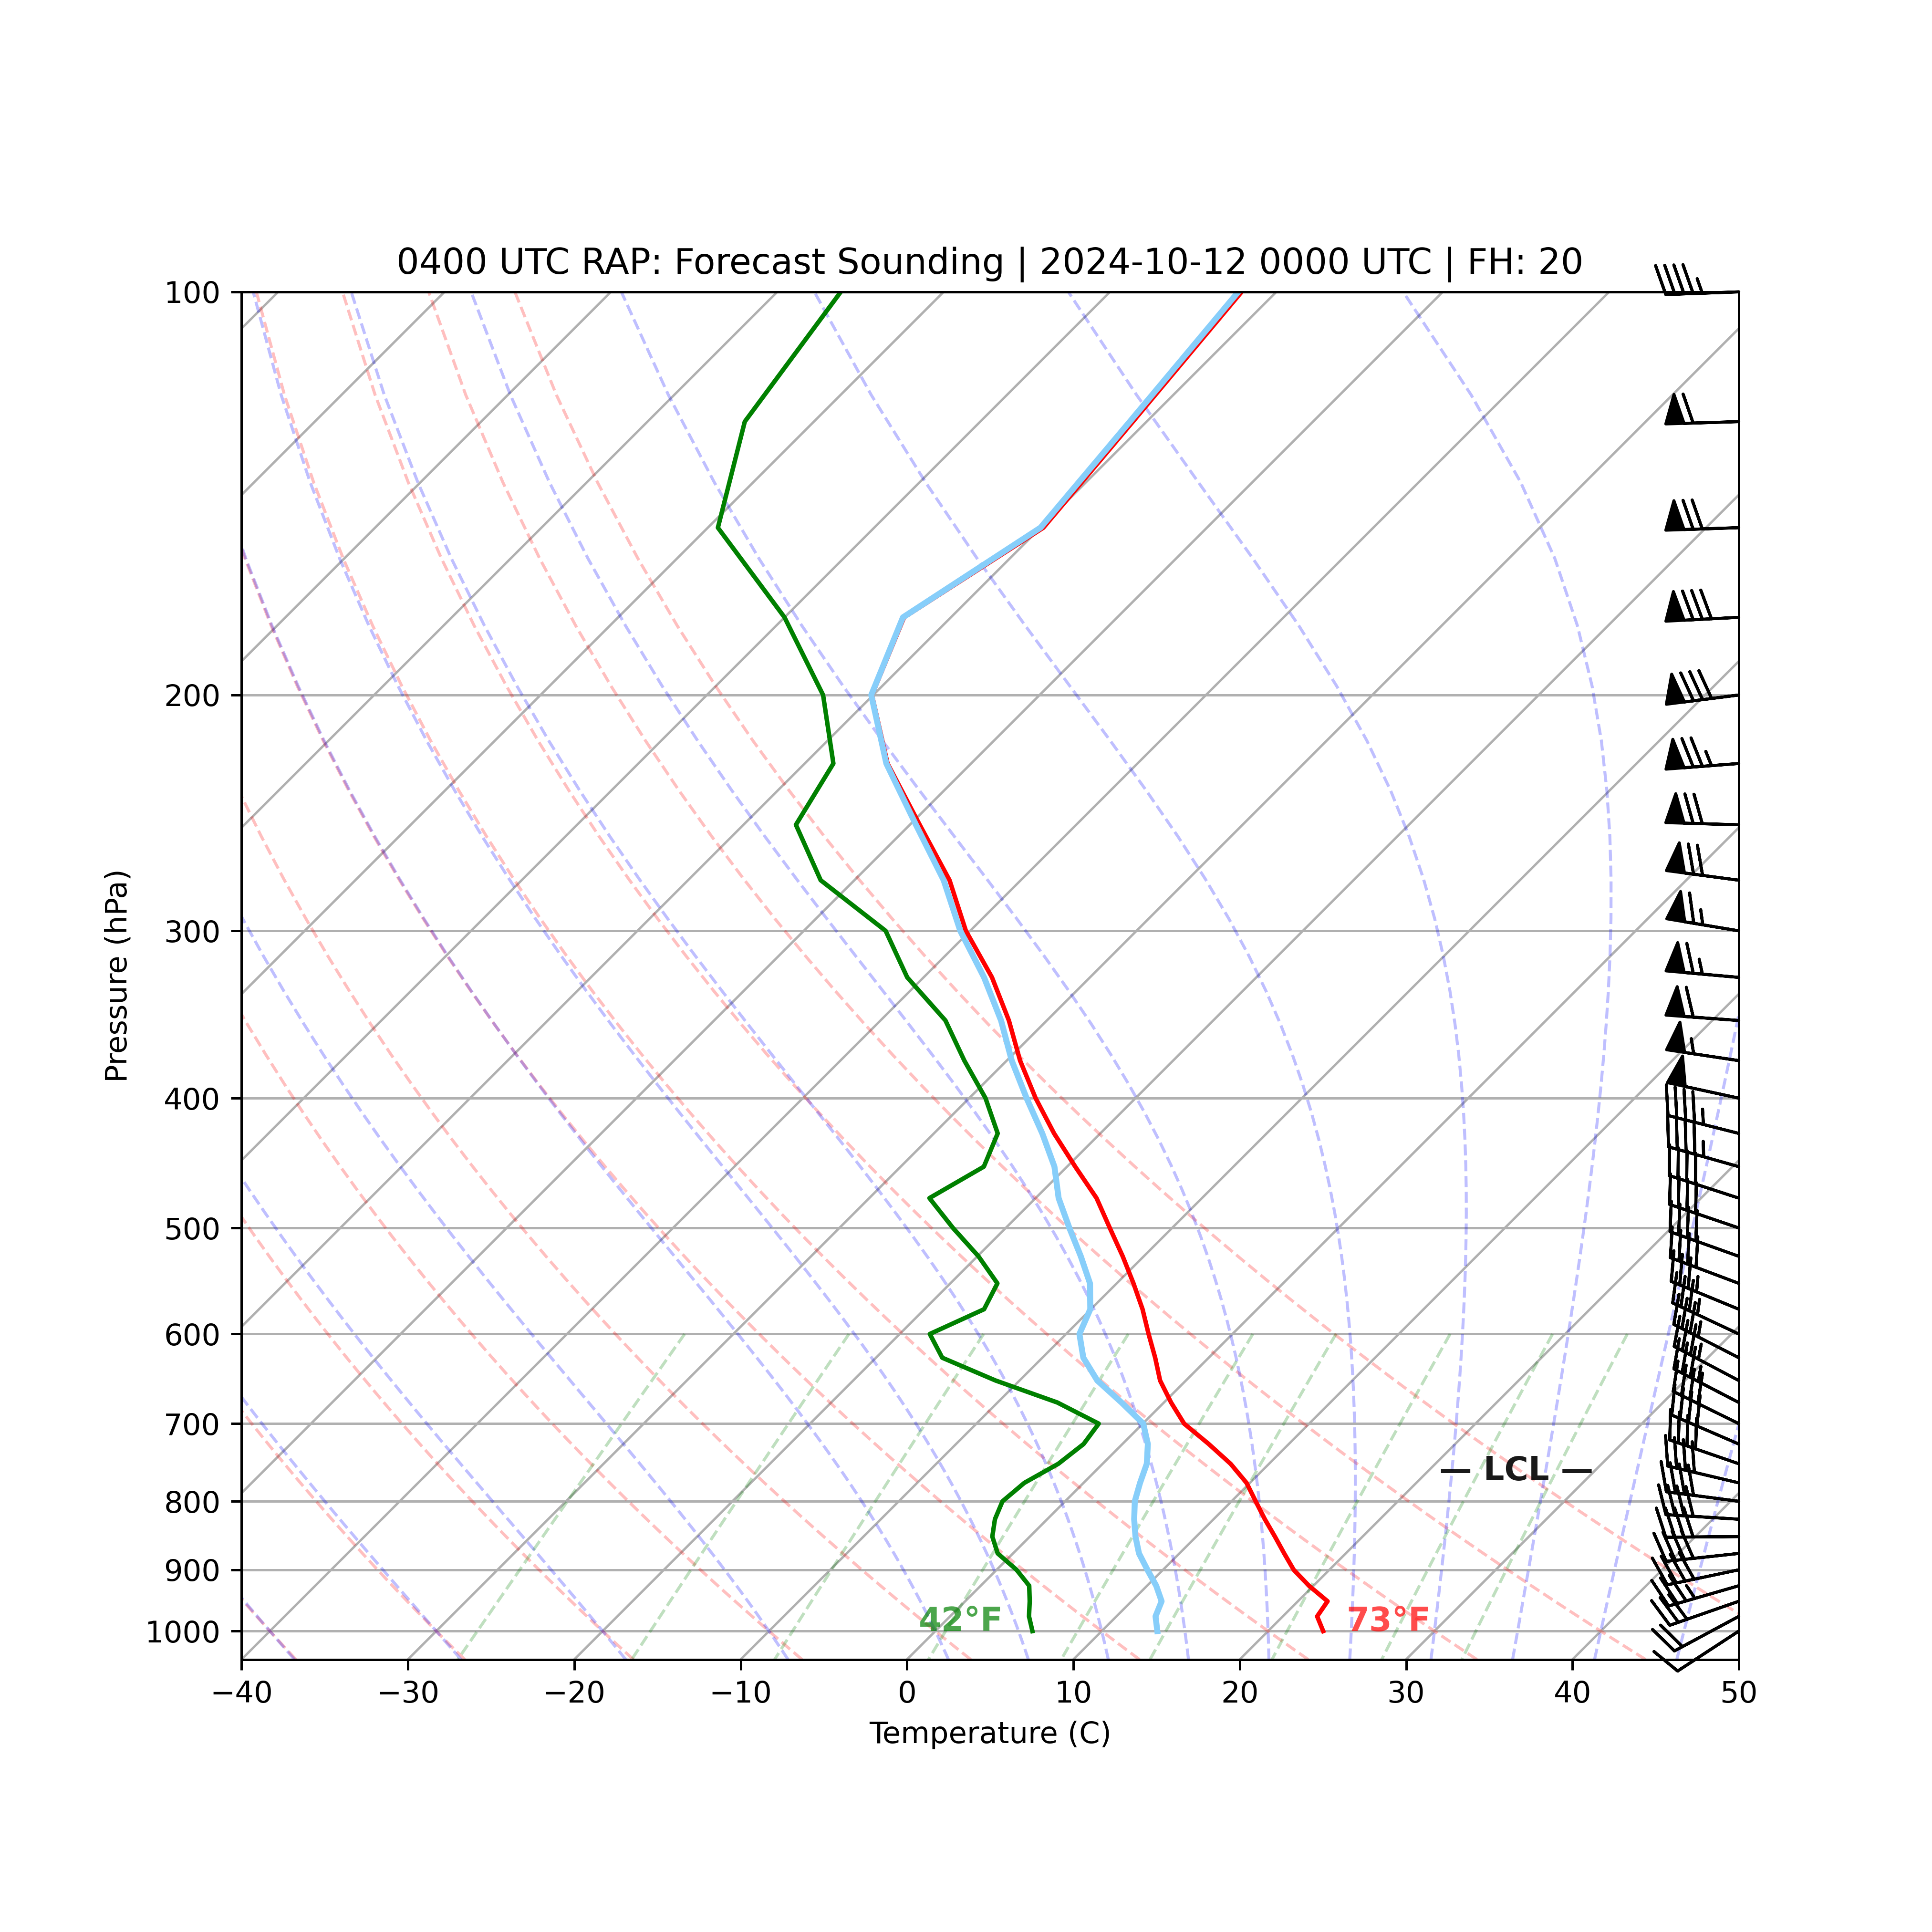 0400 UTC RAP: Forecast Sounding | 2024-10-12 0000 UTC | FH: 20
100
200
300
400
500
600
700
800
900
1000
Pressure (hPa)
— LCL —
42°F
73°F
−40 −30 −20 −10 0 10 20 30 40 50
Temperature (C)